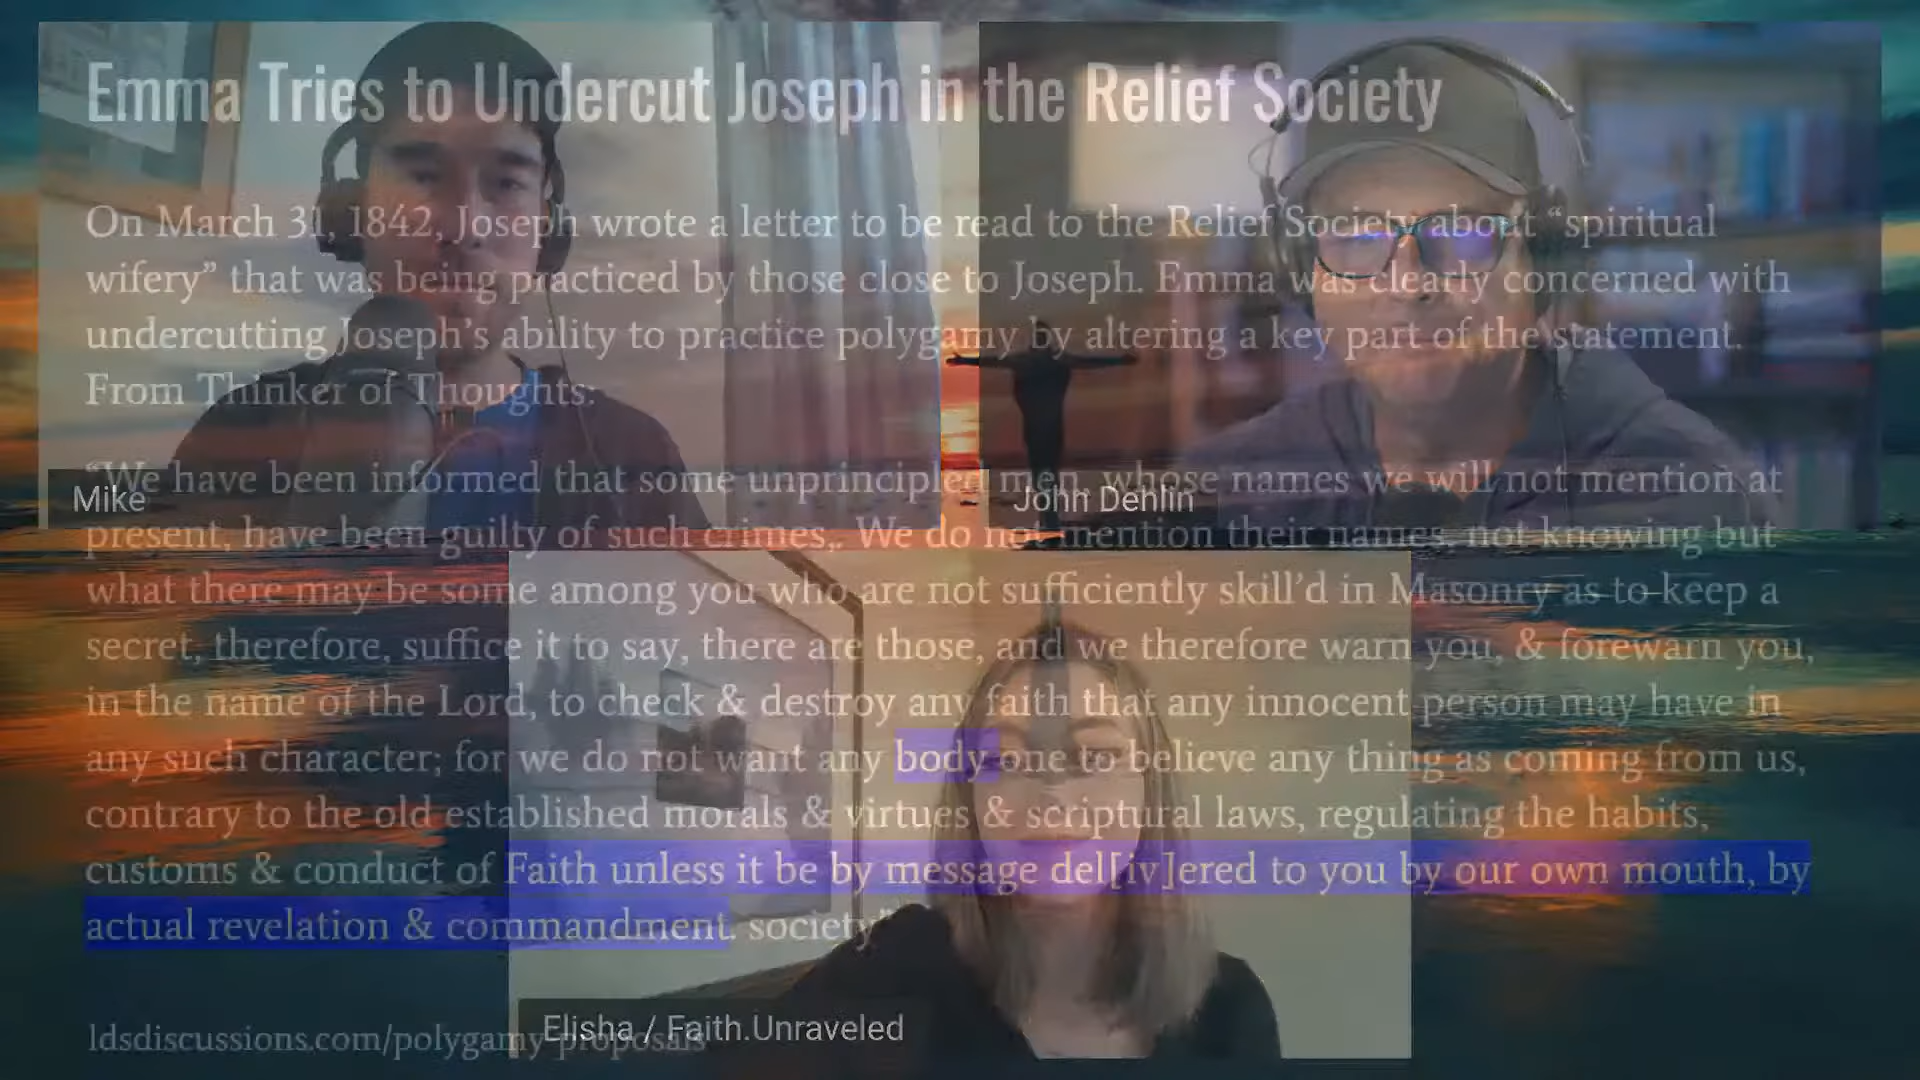 Emma Tries to Undercut Joseph in the Relief Society
On March 31, 1842, Joseph wrote a letter to be read to the Relief Society about “spiritual
wifery” that was being practiced by those close to Joseph. Emma was clearly concerned with
undercutting Joseph’s ability to practice polygamy by altering a key part of the statement.
From Thinker of Thoughts:
“We have been informed that some unprincipled men, whose names we will not mention at
present, have been guilty of such crimes,. We do not mention their names, not knowing but
what there may be some among you who are not sufficiently skill’d in Masonry as to keep a
secret, therefore, suffice it to say, there are those, and we therefore warn you, & forewarn you,
in the name of the Lord, to check & destroy any faith that any innocent person may have in
any such character; for we do not want any body one to believe any thing as coming from us,
contrary to the old established morals & virtues & scriptural laws, regulating the habits,
customs & conduct of Faith unless it be by message del[iv]ered to you by our own mouth, by
actual revelation & commandment. society”
ldsdiscussions.com/polygamy-proposals
Mike
John Dehlin
Elisha / Faith.Unraveled